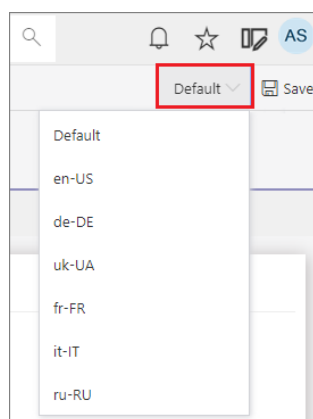 AS
Default
Save
Default
en-US
de-DE
uk-UA
fr-FR
it-IT
ru-RU